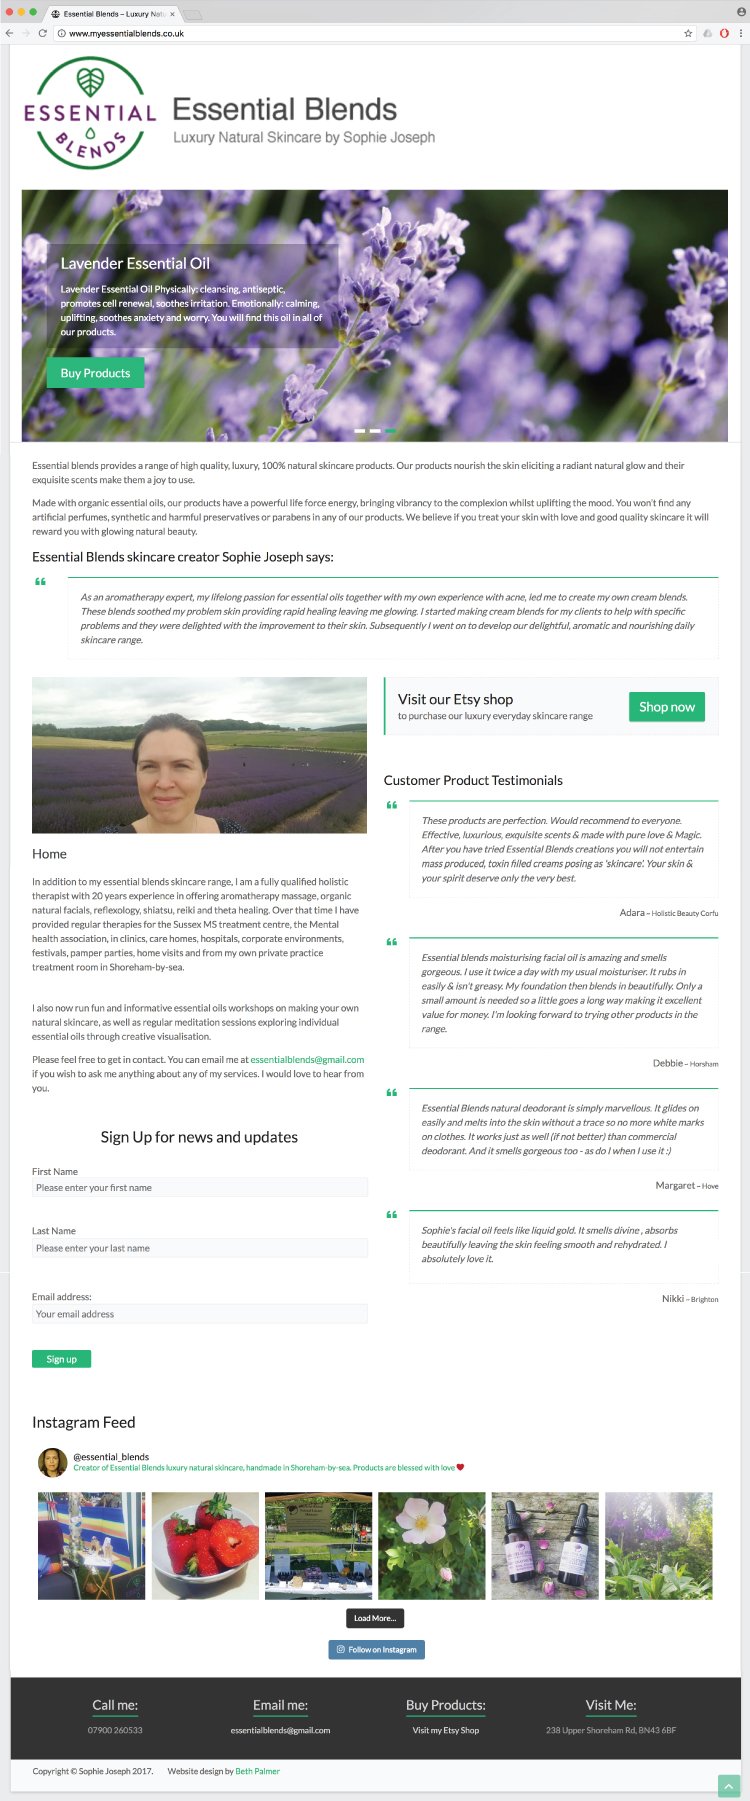 Essential Blends – Luxury Natu
www.myessentialblends.co.uk
ESSENTIAL
BLENDS
Essential Blends
Luxury Natural Skincare by Sophie Joseph
Lavender Essential Oil
Lavender Essential Oil Physically: cleansing, antiseptic,
promotes cell renewal, soothes irritation. Emotionally: calming,
uplifting, soothes anxiety and worry. You will find this oil in all of
our products.
Buy Products
Essential blends provides a range of high quality, luxury, 100% natural skincare products. Our products nourish the skin eliciting a radiant natural glow and their
exquisite scents make them a joy to use.
Made with organic essential oils, our products have a powerful life force energy, bringing vibrancy to the complexion whilst uplifting the mood. You won't find any
artificial perfumes, synthetic and harmful preservatives or parabens in any of our products. We believe if you treat your skin with love and good quality skincare it will
reward you with glowing natural beauty.
Essential Blends skincare creator Sophie Joseph says:
As an aromatherapy expert, my lifelong passion for essential oils together with my own experience with acne, led me to create my own cream blends.
These blends soothed my problem skin providing rapid healing leaving me glowing. I started making cream blends for my clients to help with specific
problems and they were delighted with the improvement to their skin. Subsequently I went on to develop our delightful, aromatic and nourishing daily
skincare range.
Home
In addition to my essential blends skincare range, I am a fully qualified holistic
therapist with 20 years experience in offering aromatherapy massage, organic
natural facials, reflexology, shiatsu, reiki and theta healing. Over that time I have
provided regular therapies for the Sussex MS treatment centre, the Mental
health association, in clinics, care homes, hospitals, corporate environments,
festivals, pamper parties, home visits and from my own private practice
treatment room in Shoreham-by-sea.
I also now run fun and informative essential oils workshops on making your own
natural skincare, as well as regular meditation sessions exploring individual
essential oils through creative visualisation.
Please feel free to get in contact. You can email me at essentialblends@gmail.com
if you wish to ask me anything about any of my services. I would love to hear from
you.
Sign Up for news and updates
First Name
Please enter your first name
Last Name
Please enter your last name
Email address:
Your email address
Sign up
Visit our Etsy shop
to purchase our luxury everyday skincare range
Shop now
Customer Product Testimonials
These products are perfection. Would recommend to everyone.
Effective, luxurious, exquisite scents & made with pure love & Magic.
After you have tried Essential Blends creations you will not entertain
mass produced, toxin filled creams posing as 'skincare'. Your skin &
your spirit deserve only the very best.
Adara – Holistic Beauty Corfu
Essential blends moisturising facial oil is amazing and smells
gorgeous. I use it twice a day with my usual moisturiser. It rubs in
easily & isn't greasy. My foundation then blends in beautifully. Only a
small amount is needed so a little goes a long way making it excellent
value for money. I'm looking forward to trying other products in the
range.
Debbie – Horsham
Essential Blends natural deodorant is simply marvellous. It glides on
easily and melts into the skin without a trace so no more white marks
on clothes. It works just as well (if not better) than commercial
deodorant. And it smells gorgeous too - as do I when I use it :)
Margaret – Hove
Sophie's facial oil feels like liquid gold. It smells divine , absorbs
beautifully leaving the skin feeling smooth and rehydrated. I
absolutely love it.
Nikki – Brighton
Instagram Feed
@essential_blends
Creator of Essential Blends luxury natural skincare, handmade in Shoreham-by-sea. Products are blessed with love
Load More...
Follow on Instagram
Call me:
07900 260533
Email me:
essentialblends@gmail.com
Buy Products:
Visit my Etsy Shop
Visit Me:
238 Upper Shoreham Rd, BN43 6BF
Copyright © Sophie Joseph 2017. Website design by Beth Palmer